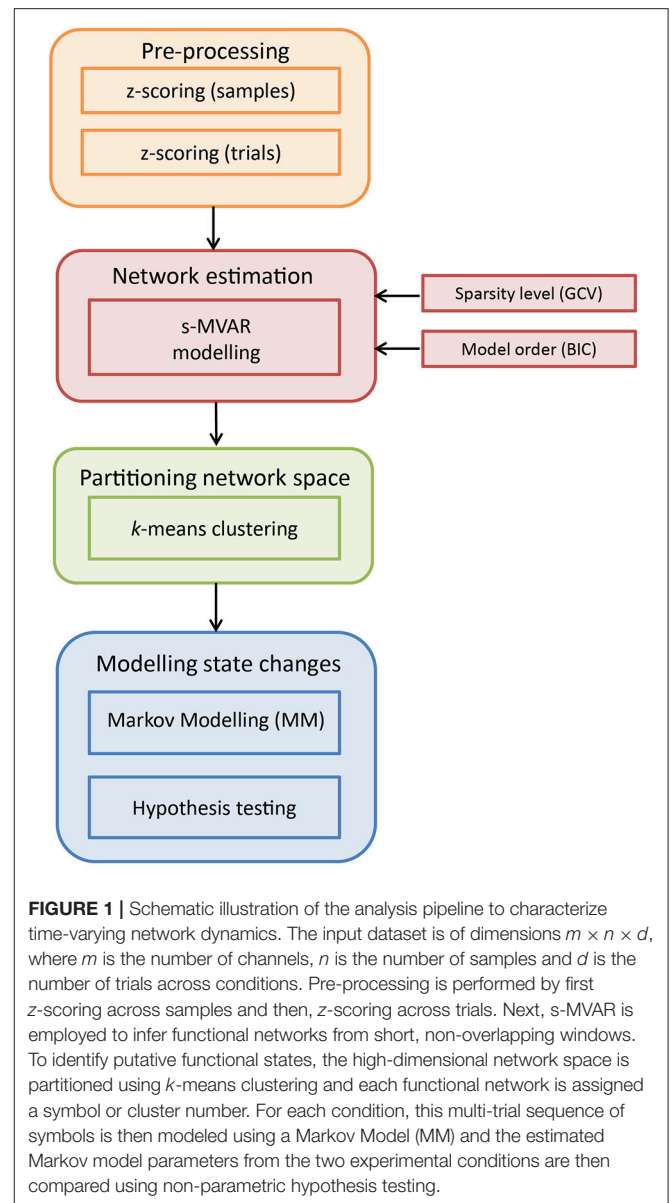 Pre-processing
z-scoring (samples)
z-scoring (trials)
Network estimation
s-MVAR
modelling
Sparsity level (GCV)
Model order (BIC)
Partitioning network space
k-means clustering
Modelling state changes
Markov Modelling (MM)
Hypothesis testing
FIGURE 1 | Schematic illustration of the analysis pipeline to characterize
time-varying network dynamics. The input dataset is of dimensions m × n × d,
where m is the number of channels, n is the number of samples and d is the
number of trials across conditions. Pre-processing is performed by first
z-scoring across samples and then, z-scoring across trials. Next, s-MVAR is
employed to infer functional networks from short, non-overlapping windows.
To identify putative functional states, the high-dimensional network space is
partitioned using k-means clustering and each functional network is assigned
a symbol or cluster number. For each condition, this multi-trial sequence of
symbols is then modeled using a Markov Model (MM) and the estimated
Markov model parameters from the two experimental conditions are then
compared using non-parametric hypothesis testing.